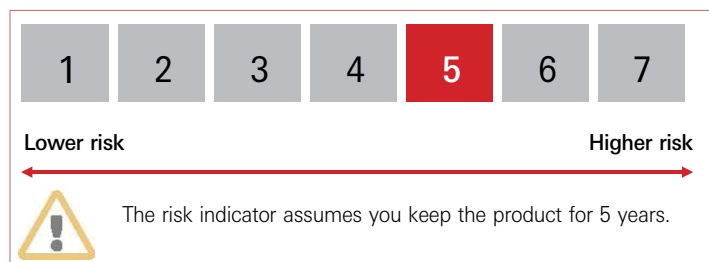 1 2 3 4 5 6 7
Lower risk Higher risk
The risk indicator assumes you keep the product for 5 years.